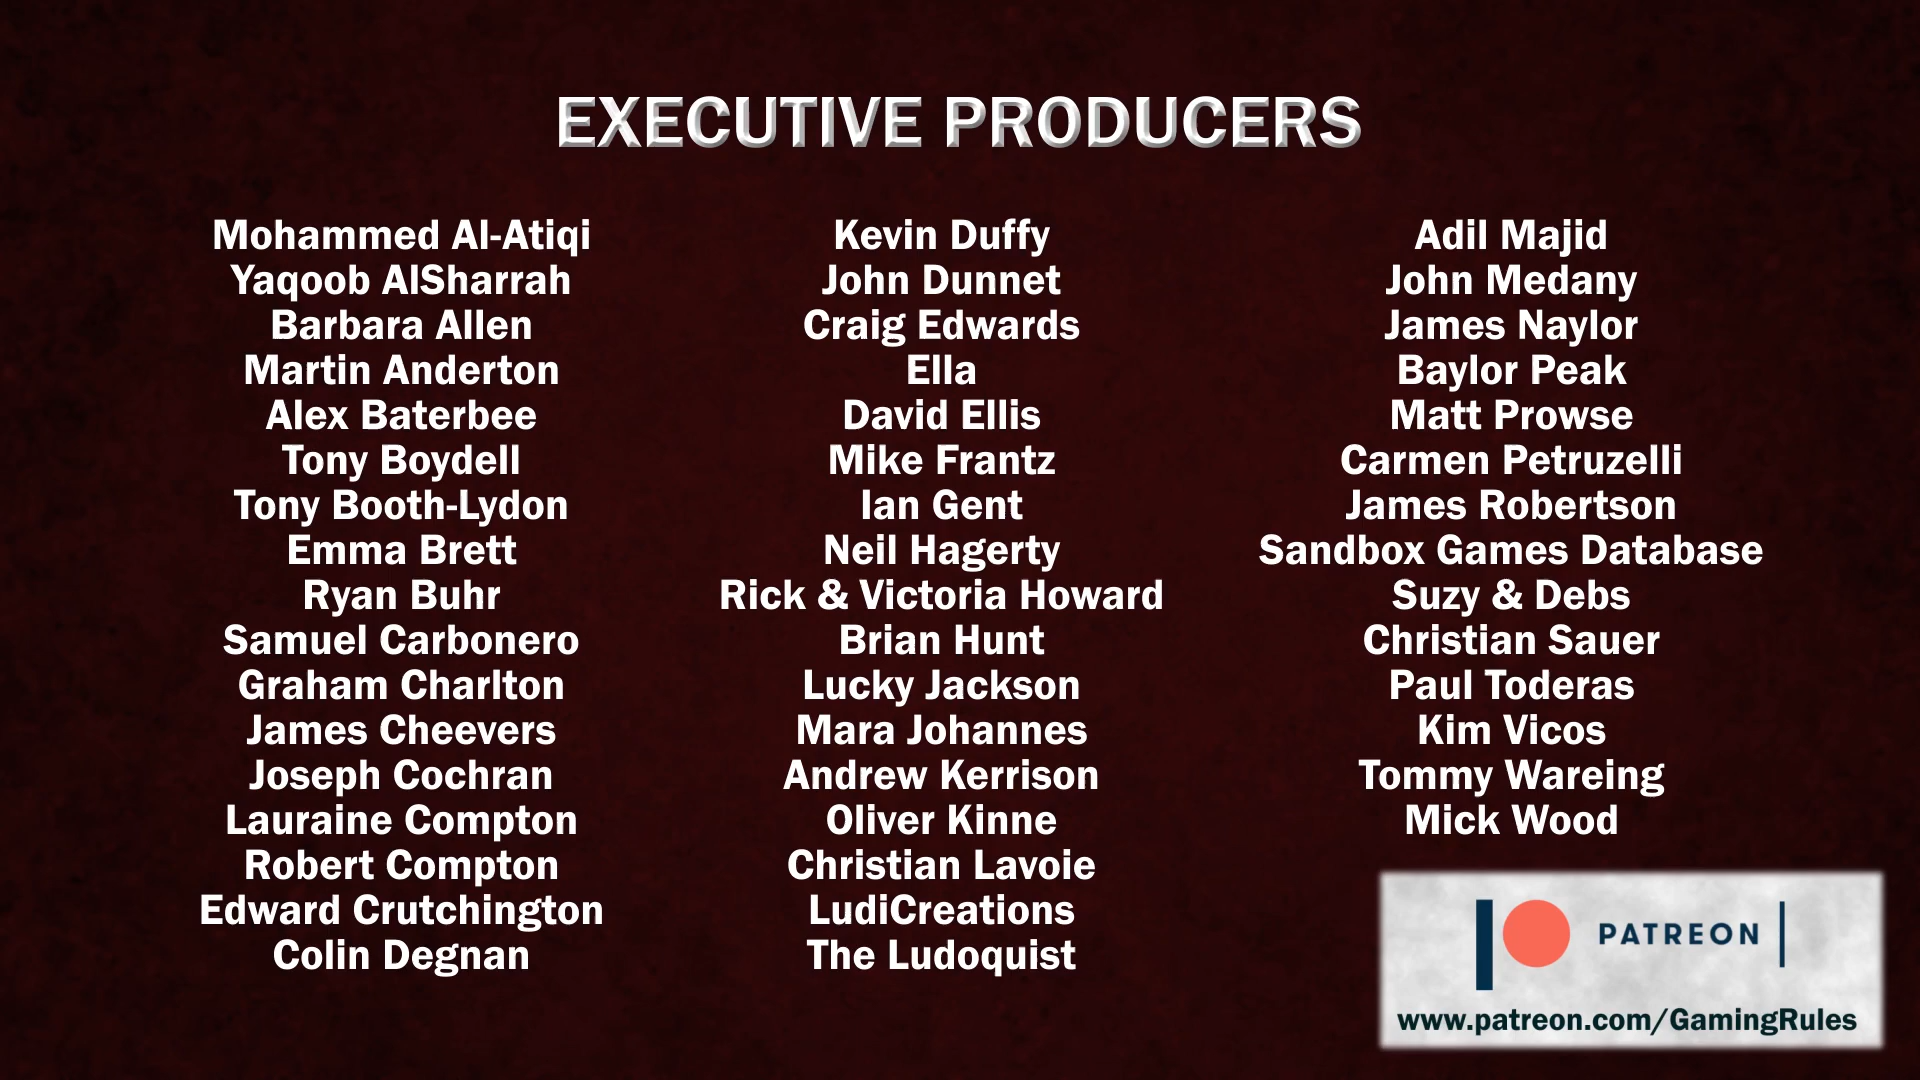 EXECUTIVE PRODUCERS
Mohammed Al-Atiqi
Yaqoob AlSharrah
Barbara Allen
Martin Anderton
Alex Baterbee
Tony Boydell
Tony Booth-Lydon
Emma Brett
Ryan Buhr
Samuel Carbonero
Graham Charlton
James Cheevers
Joseph Cochran
Lauraine Compton
Robert Compton
Edward Crutchington
Colin Degnan
Kevin Duffy
John Dunnet
Craig Edwards
Ella
David Ellis
Mike Frantz
Ian Gent
Neil Hagerty
Rick & Victoria Howard
Brian Hunt
Lucky Jackson
Mara Johannes
Andrew Kerrison
Oliver Kinne
Christian Lavoie
LudiCreations
The Ludoquist
Adil Majid
John Medany
James Naylor
Baylor Peak
Matt Prowse
Carmen Petruzelli
James Robertson
Sandbox Games Database
Suzy & Debs
Christian Sauer
Paul Toderas
Kim Vicos
Tommy Wareing
Mick Wood
PATREON
www.patreon.com/GamingRules